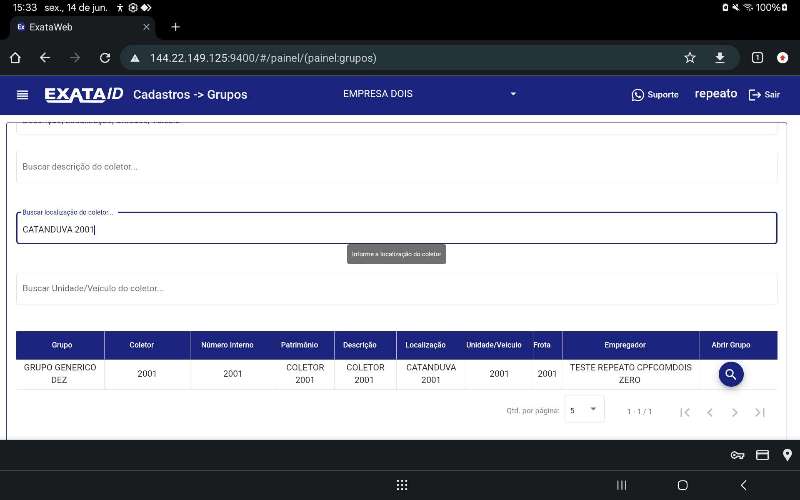 15:33 sex., 14 de jun.
100%
Ex ExataWeb
144.22.149.125:9400/#/painel/(painel:grupos)
1
EXATAID Cadastros -> Grupos EMPRESA DOIS Suporte repeato Sair
Buscar descrição do coletor...
Buscar localização do coletor...
CATANDUVA 2001
Informe a localização do coletor
Buscar Unidade/Veículo do coletor...
Grupo Coletor Número Interno Patrimônio Descrição Localização Unidade/Veículo Frota Empregador Abrir Grupo
GRUPO GENERICO DEZ 2001 2001 COLETOR 2001 COLETOR 2001 CATANDUVA 2001 2001 2001 TESTE REPEATO CPFCOMDOIS ZERO
Qtd. por página: 5 1 - 1 / 1